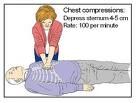 Chest compressions:
Depress sternum 4-5 cm
Rate: 100 per minute